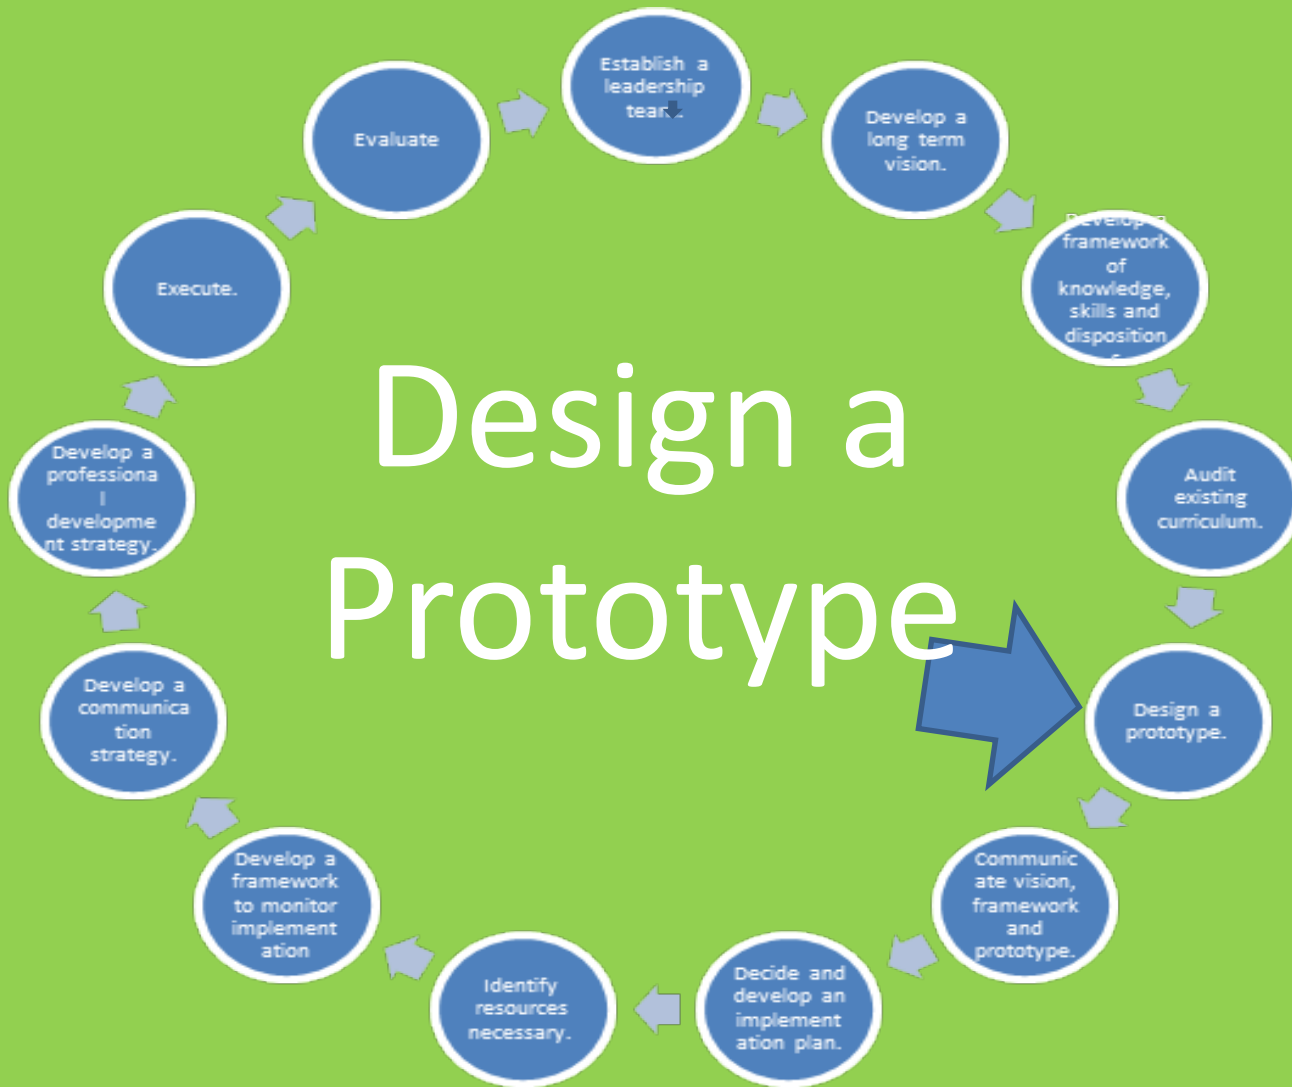 Establish a
leadership
team.
Develop a
long term
vision.
Develop a
framework
of
knowledge,
skills and
disposition
s
Audit
existing
curriculum.
Design a
prototype.
Communic
ate vision,
framework
and
prototype.
Decide and
develop an
implement
ation plan.
Identify
resources
necessary.
Develop a
framework
to monitor
implement
ation
Develop a
communica
tion
strategy.
Develop a
professiona
l
developme
nt strategy.
Execute.
Evaluate
Design a
Prototype